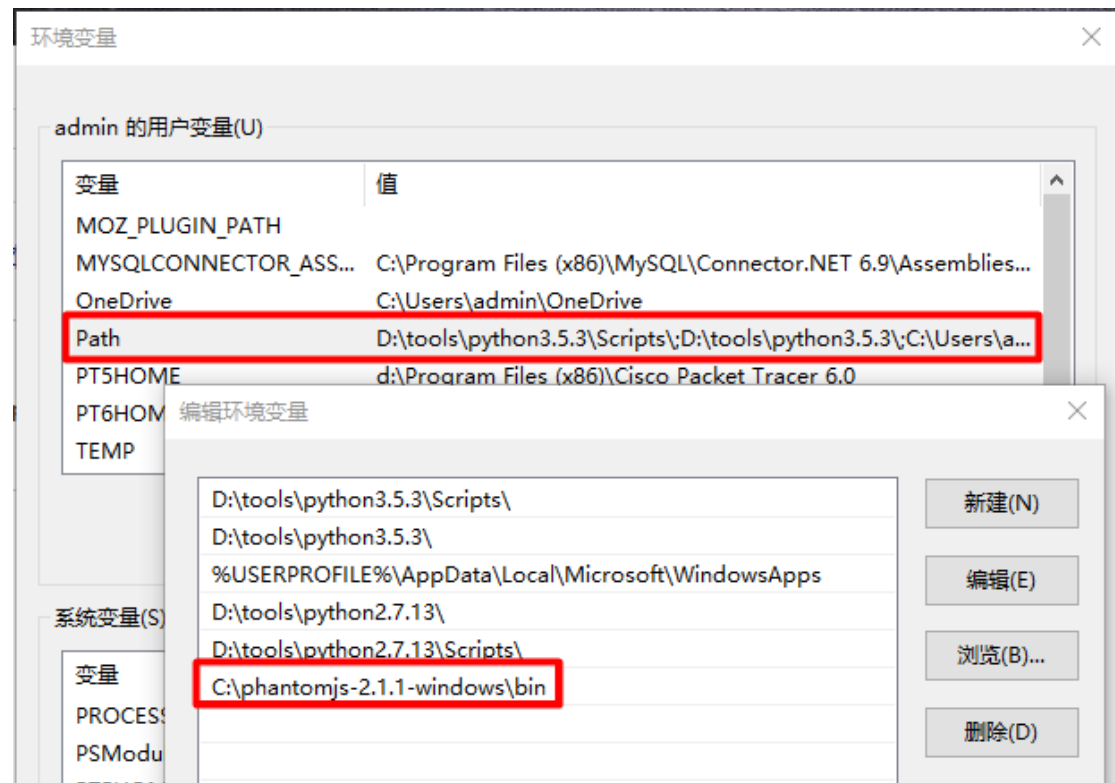 环境变量
admin 的用户变量(U)
变量 值
MOZ_PLUGIN_PATH
MYSQLCONNECTOR_ASS... C:\Program Files (x86)\MySQL\Connector.NET 6.9\Assemblies...
OneDrive C:\Users\admin\OneDrive
Path D:\tools\python3.5.3\Scripts\;D:\tools\python3.5.3\;C:\Users\a...
PT5HOME d:\Program Files (x86)\Cisco Packet Tracer 6.0
PT6HOM
TEMP
编辑环境变量
D:\tools\python3.5.3\Scripts\
D:\tools\python3.5.3\
%USERPROFILE%\AppData\Local\Microsoft\WindowsApps
D:\tools\python2.7.13\
D:\tools\python2.7.13\Scripts\
C:\phantomjs-2.1.1-windows\bin
新建(N)
编辑(E)
浏览(B)...
删除(D)
系统变量(S)
变量
PROCESS
PSModu